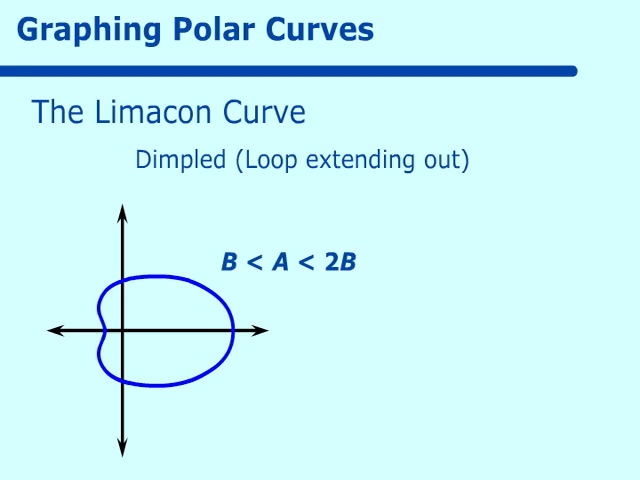 Graphing Polar Curves
The Limacon Curve
Dimpled (Loop extending out)
B < A < 2B